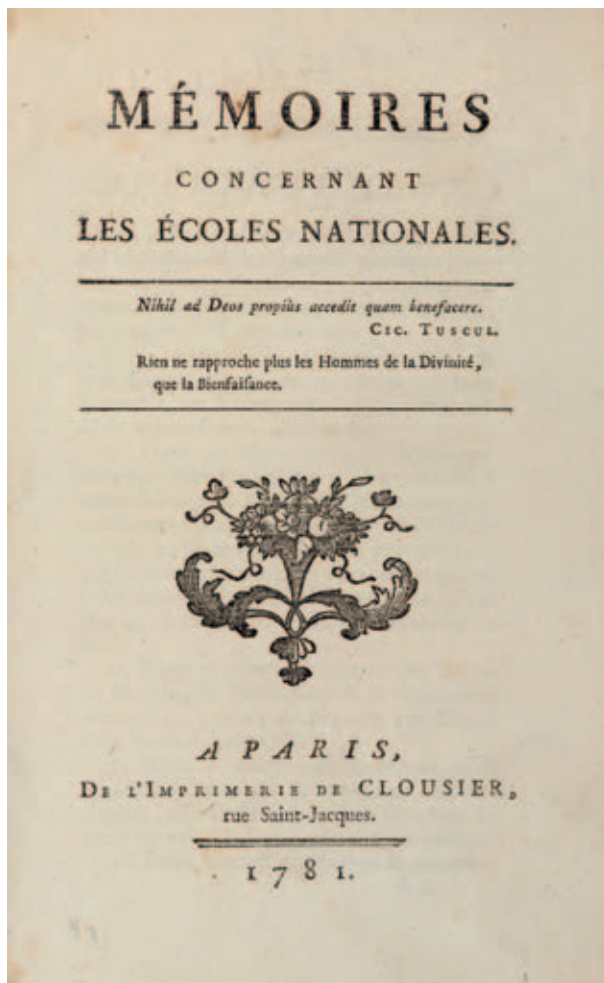 MÉMOIRES
CONCERNANT
LES ÉCOLES NATIONALES.
Nihil ad Deos propiùs accedit quam benefacere.
CIC. TUSCUL.
Rien ne rapproche plus les Hommes de la Divinité,
que la Bienfaiſance.
A PARIS,
DE L'IMPRIMERIE DE CLOUSIER,
rue Saint-Jacques.
1781.